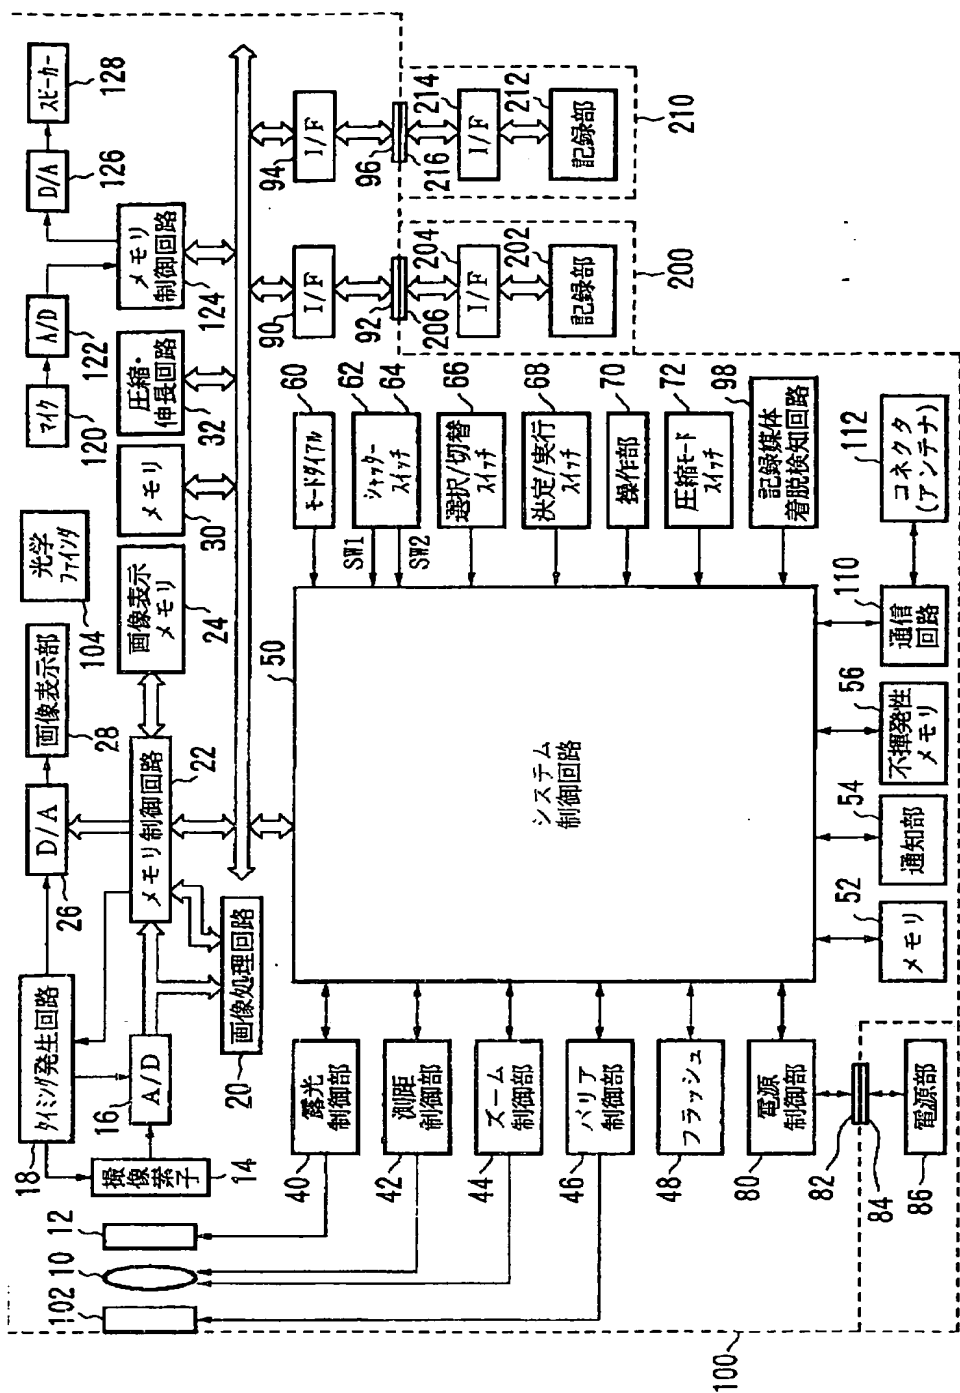 102
10
12
18
タイミング発生回路
撮像素子
14
16
A/D
26
D/A
画像表示部
28
104
光学
ファインダ
マイク
120
A/D
122
D/A
126
スピーカー
128
メモリ制御回路
22
画像表示
メモリ
24
メモリ
30
圧縮・
伸長回路
32
メモリ
制御回路
124
20
画像処理回路
40
露光
制御部
42
測距
制御部
44
ズーム
制御部
46
バリア
制御部
48
フラッシュ
80
電源
制御部
82
84
86
電源部
50
システム
制御回路
モードダイアル
60
シャッター
スイッチ
62
64
SW1
SW2
選択/切替
スイッチ
66
決定/実行
スイッチ
68
操作部
70
圧縮モード
スイッチ
72
記録媒体
着脱検知回路
98
メモリ
52
通知部
54
不揮発性
メモリ
56
通信
回路
110
コネクタ
(アンテナ)
112
90
I/F
92
206
I/F
204
記録部
202
200
94
I/F
96
216
I/F
214
記録部
212
210
100